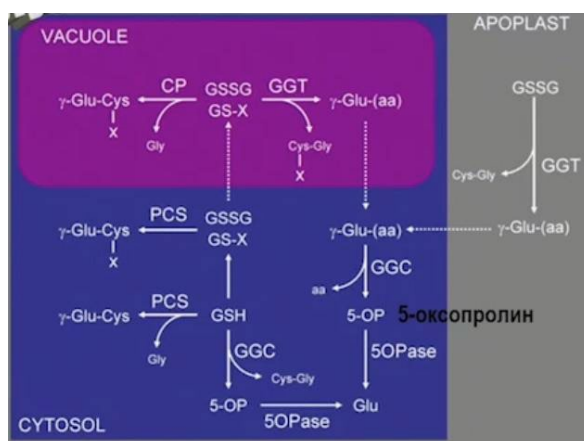 VACUOLE
APOPLAST
γ-Glu-Cys
X
CP
Gly
GSSG
GS-X
GGT
Cys-Gly
X
γ-Glu-(aa)
GSSG
GGT
Cys-Gly
γ-Glu-(aa)
γ-Glu-Cys
X
PCS
GSSG
GS-X
γ-Glu-(aa)
GGC
aa
γ-Glu-Cys
PCS
Gly
GSH
5-OP
5-оксопролин
GGC
Cys-Gly
5OPase
5-OP
5OPase
Glu
CYTOSOL